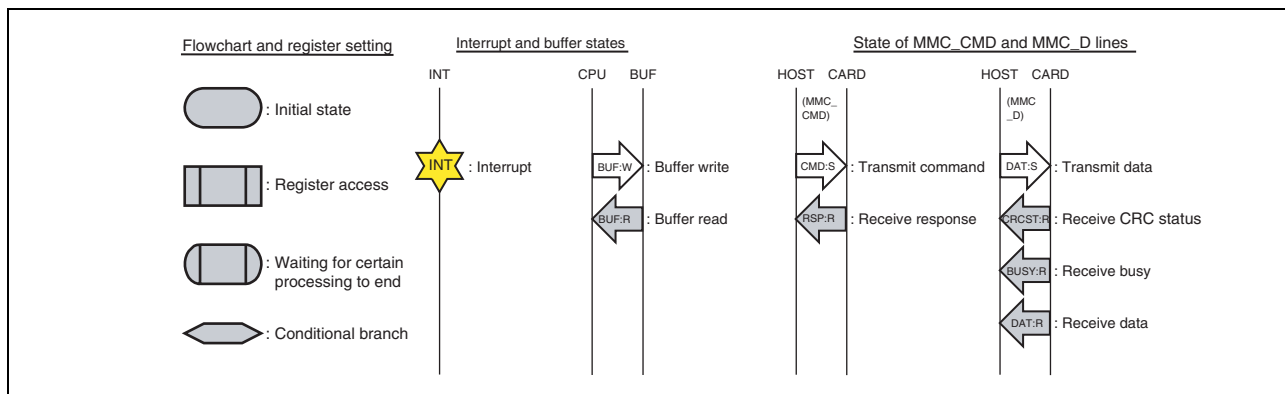 Flowchart and register setting
: Initial state
: Register access
: Waiting for certain
processing to end
: Conditional branch
Interrupt and buffer states
INT
CPU BUF
INT : Interrupt
BUF:W : Buffer write
BUF:R : Buffer read
State of MMC_CMD and MMC_D lines
HOST CARD
(MMC_
CMD)
CMD:S : Transmit command
RSP:R : Receive response
HOST CARD
(MMC
_D)
DAT:S : Transmit data
CRCST:R : Receive CRC status
BUSY:R : Receive busy
DAT:R : Receive data